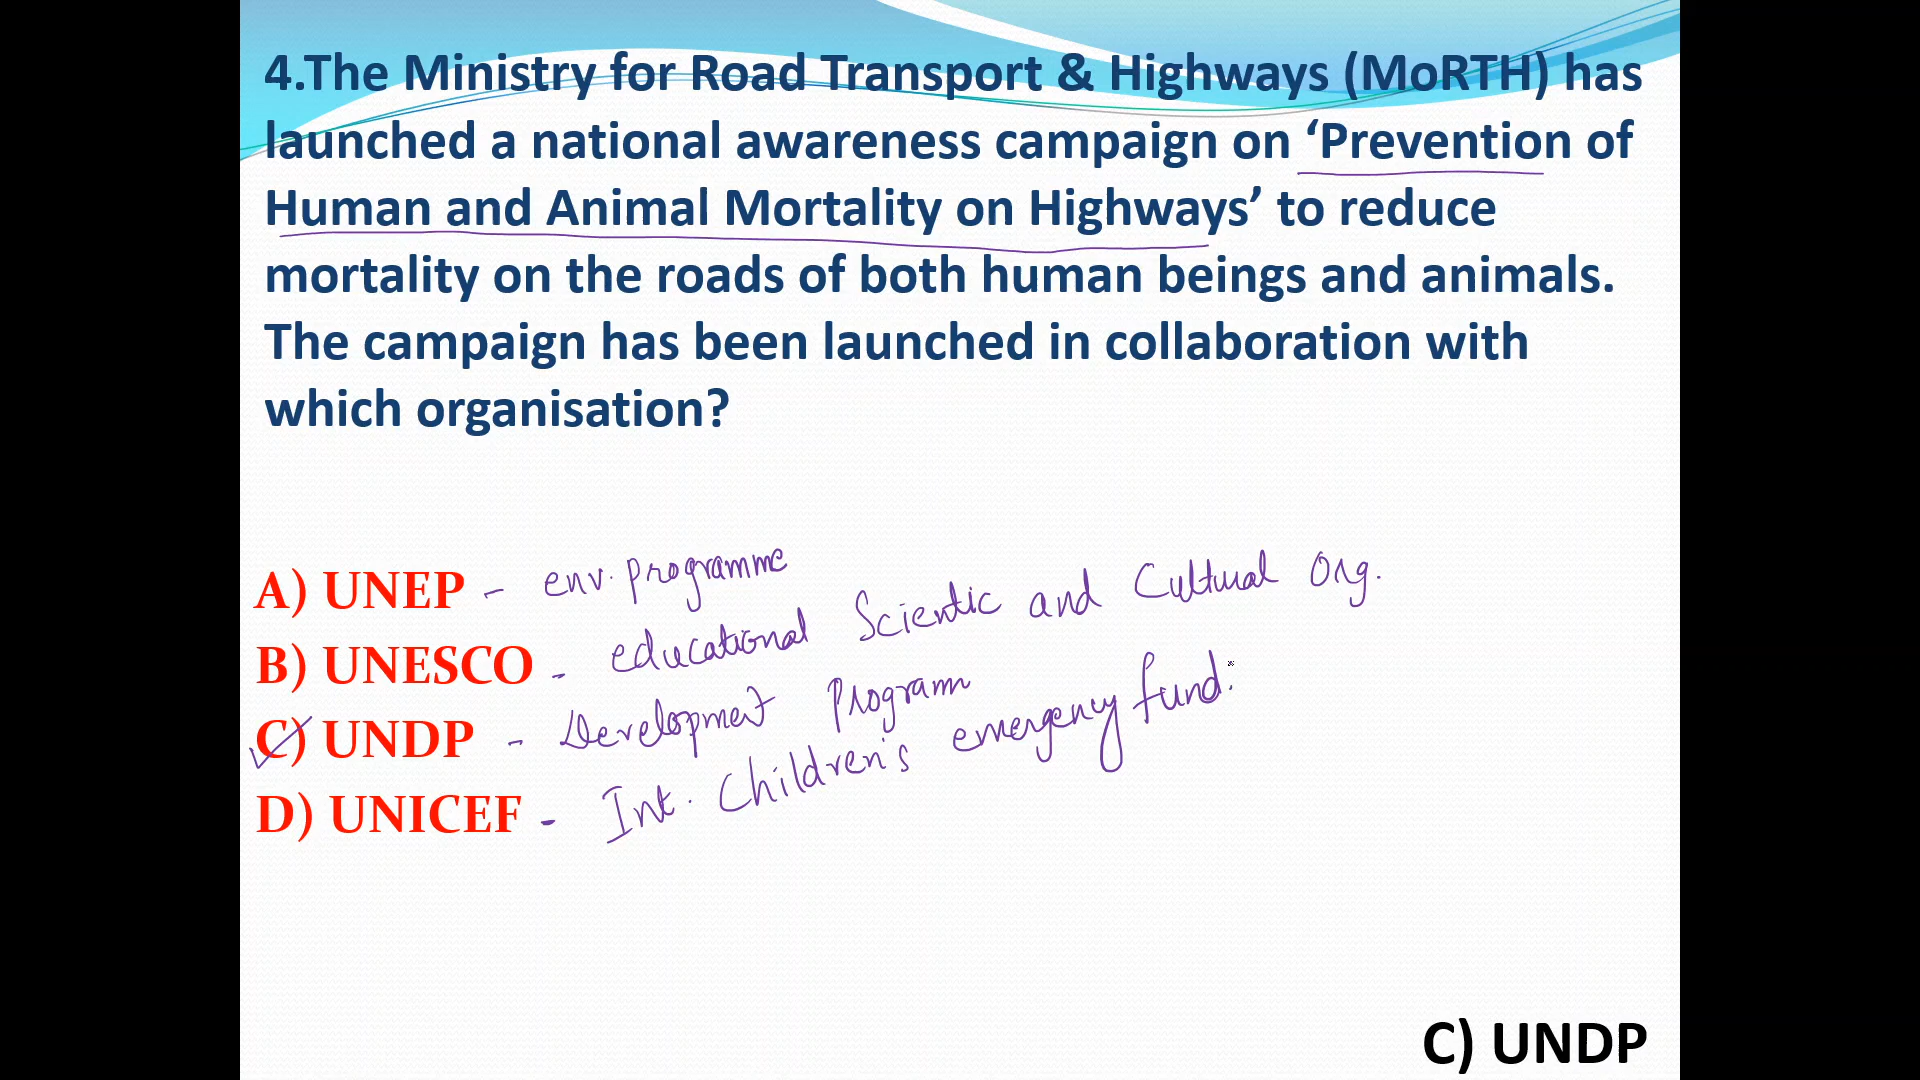 4.The Ministry for Road Transport & Highways (MoRTH) has
launched a national awareness campaign on ‘Prevention of
Human and Animal Mortality on Highways’ to reduce
mortality on the roads of both human beings and animals.
The campaign has been launched in collaboration with
which organisation?
A) UNEP - env. programme
B) UNESCO - educational Scientic and Cultural Org.
C) UNDP - Development Programm
D) UNICEF - Int. Children's emergency fund.
C) UNDP